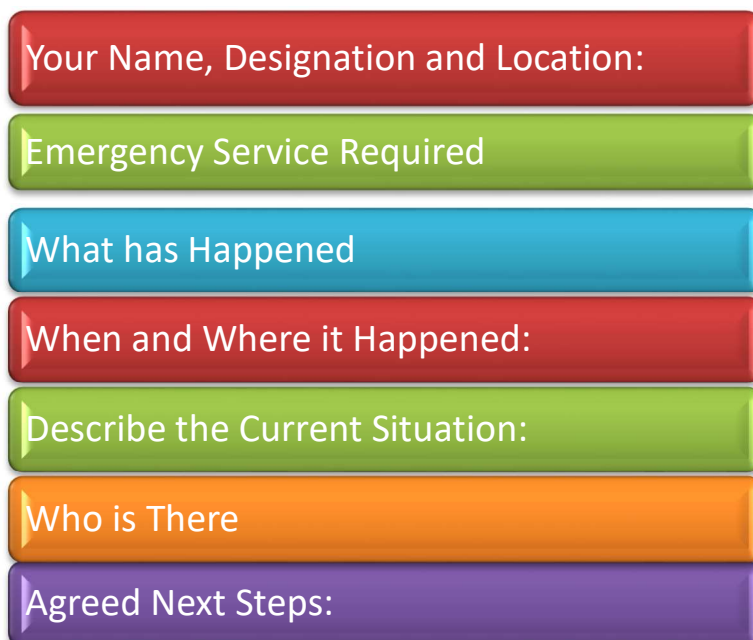 Your Name, Designation and Location:
Emergency Service Required
What has Happened
When and Where it Happened:
Describe the Current Situation:
Who is There
Agreed Next Steps: